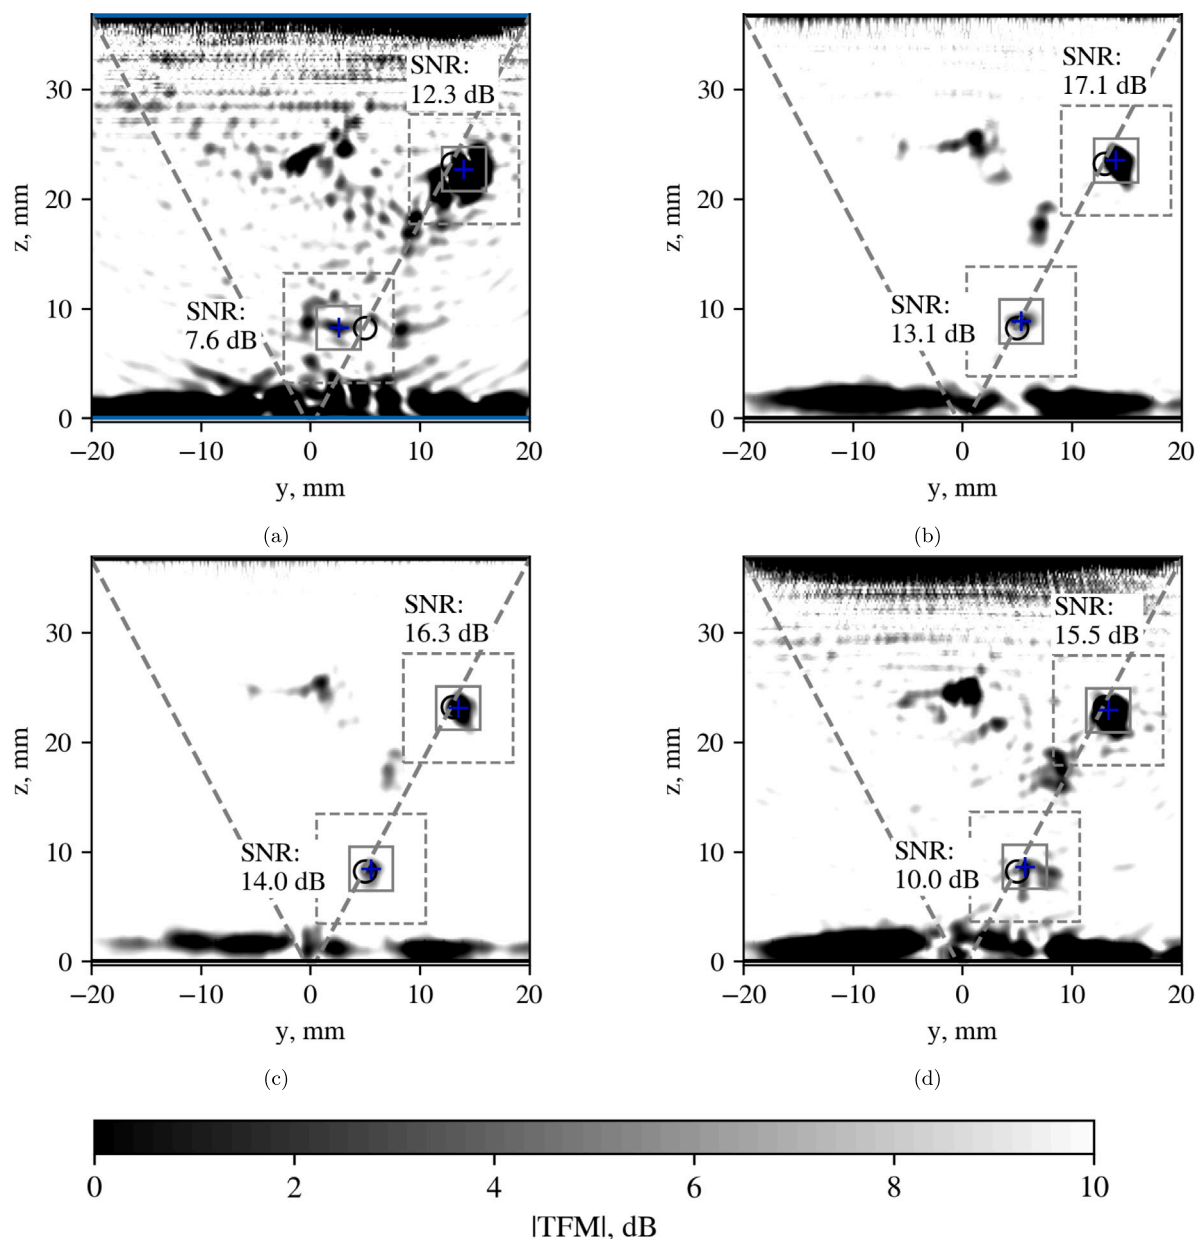 SNR:
12.3 dB
SNR:
7.6 dB
30
20
10
0
z, mm
−20 −10 0 10 20
y, mm
(a)
SNR:
17.1 dB
SNR:
13.1 dB
30
20
10
0
z, mm
−20 −10 0 10 20
y, mm
(b)
SNR:
16.3 dB
SNR:
14.0 dB
30
20
10
0
z, mm
−20 −10 0 10 20
y, mm
(c)
SNR:
15.5 dB
SNR:
10.0 dB
30
20
10
0
z, mm
−20 −10 0 10 20
y, mm
(d)
0 2 4 6 8 10
|TFM|, dB